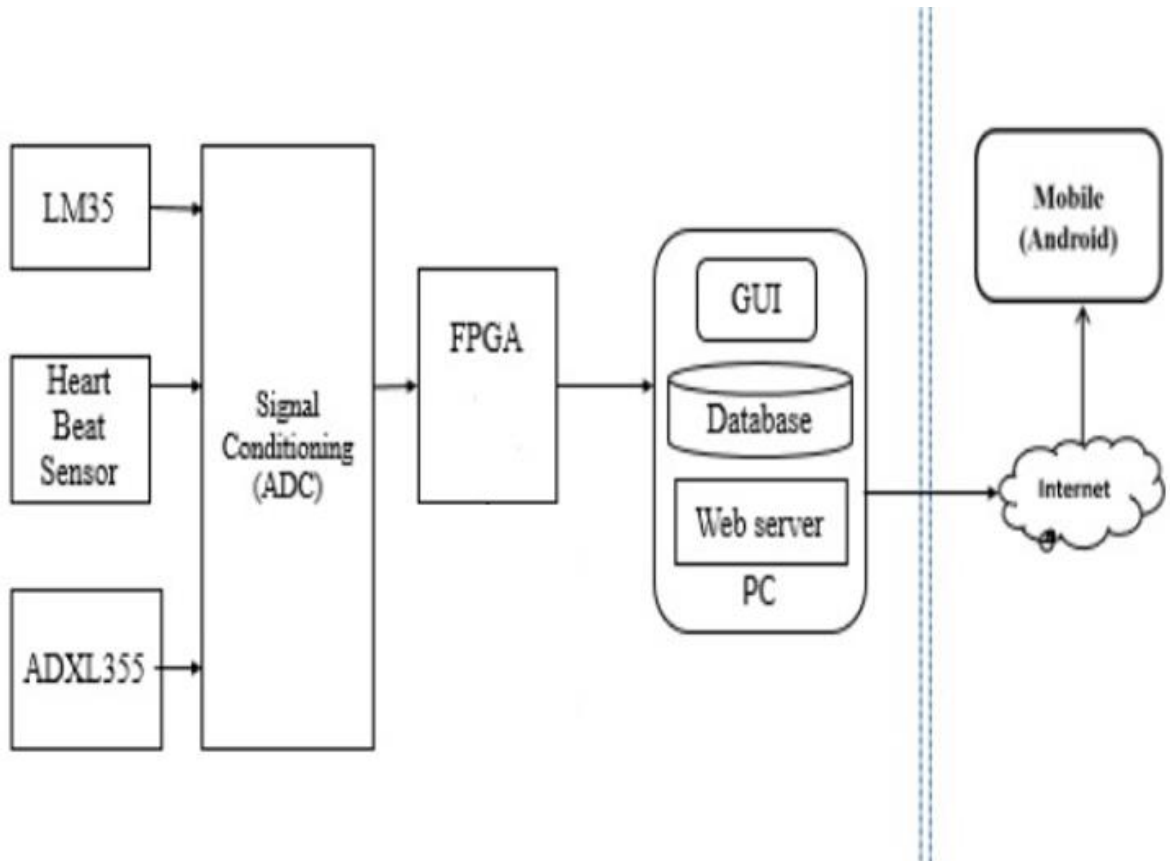 LM35
Heart
Beat
Sensor
ADXL355
Signal
Conditioning
(ADC)
FPGA
GUI
Database
Web server
PC
Mobile
(Android)
Internet